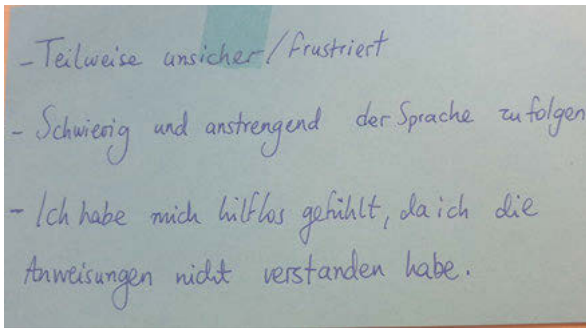 - Teilweise unsicher/frustriert
- Schwierig und anstrengend der Sprache zu folgen
- Ich habe mich hilflos gefühlt, da ich die
Anweisungen nicht verstanden habe.